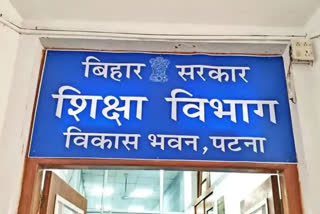 बिहार सरकार
शिक्षा विभाग
विकास भवन, पटना